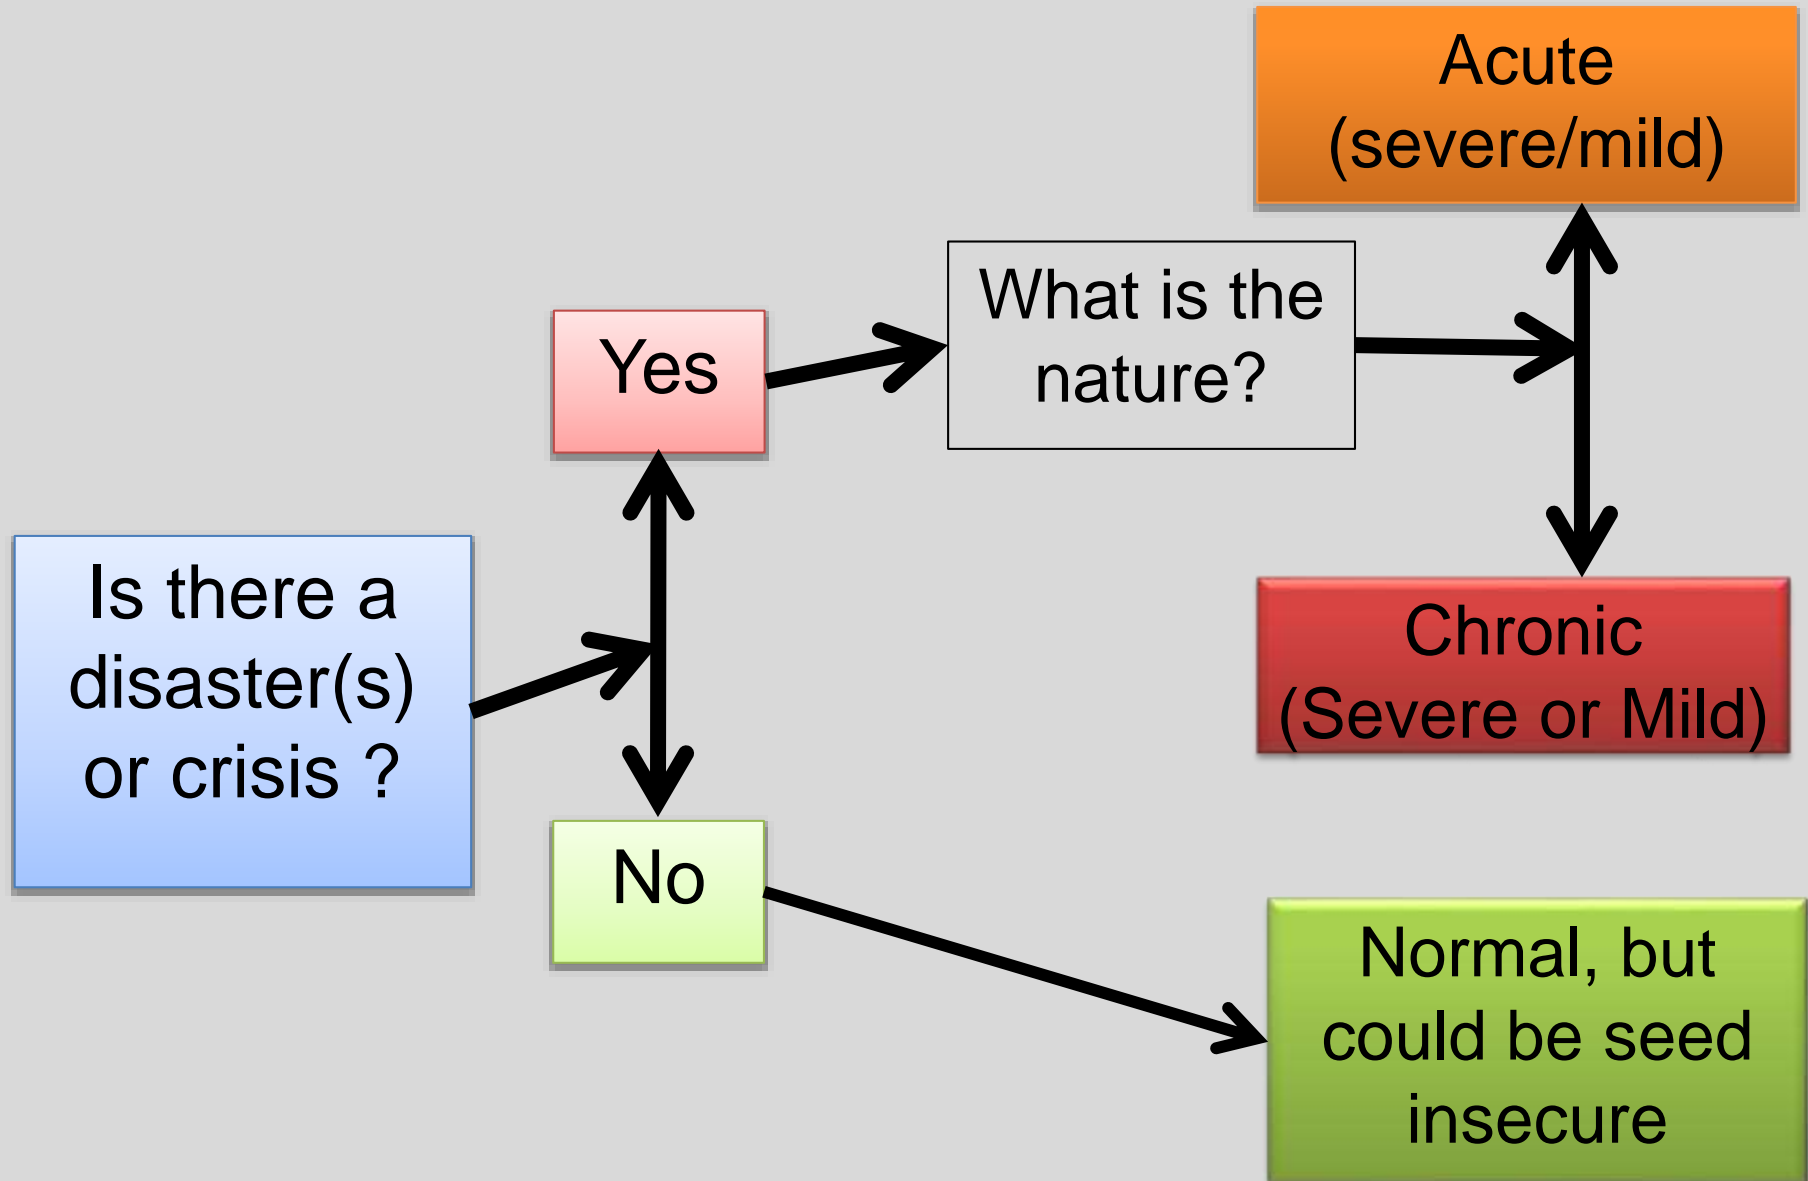 Acute
(severe/mild)
What is the
nature?
Yes
Is there a
disaster(s)
or crisis ?
Chronic
(Severe or Mild)
No
Normal, but
could be seed
insecure